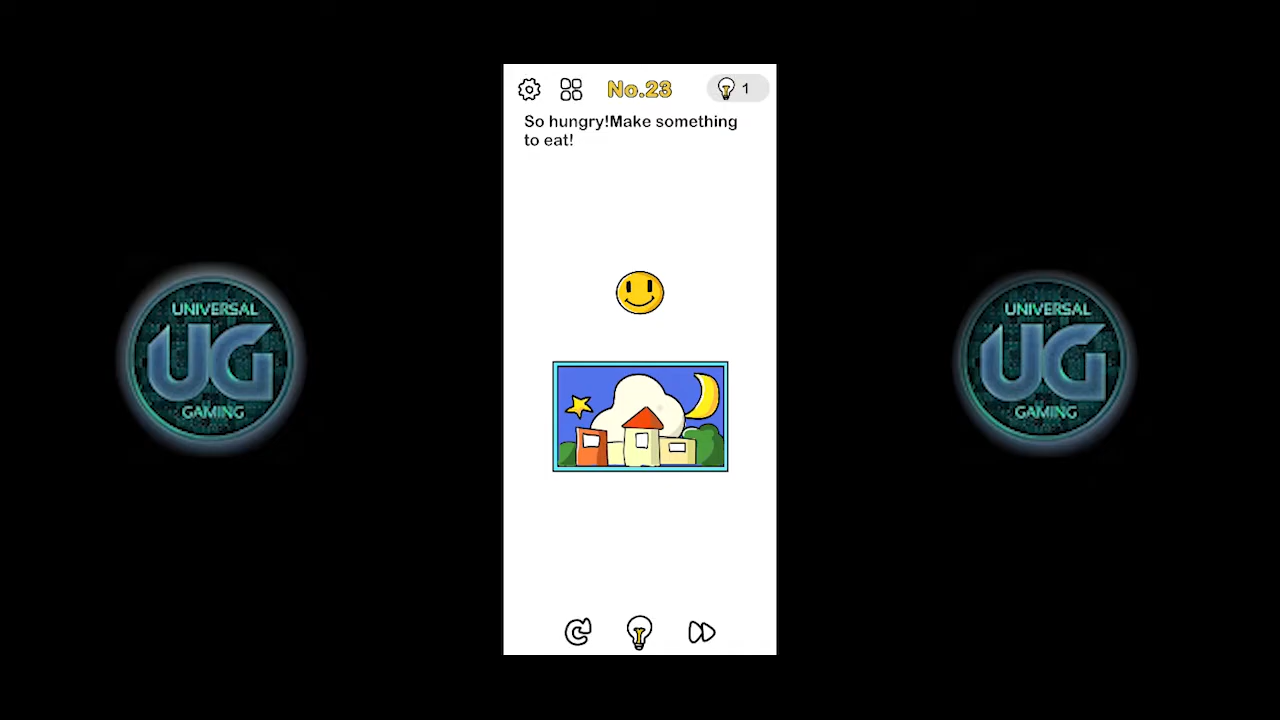 No.23
1
So hungry!Make something
to eat!
UNIVERSAL
UG
GAMING
UNIVERSAL
UG
GAMING